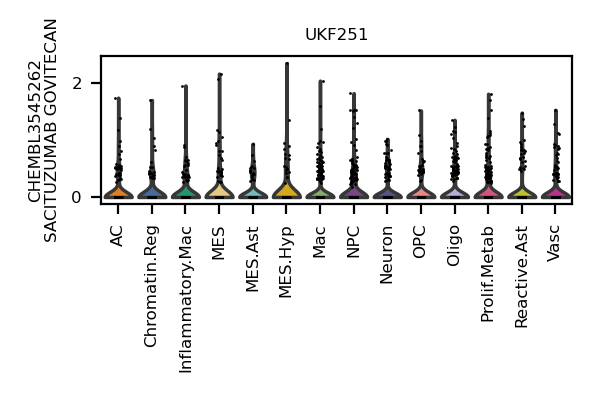 UKF251
CHEMBL3545262
SACITUZUMAB GOVITECAN
2
0
AC
Chromatin.Reg
Inflammatory.Mac
MES
MES.Ast
MES.Hyp
Mac
NPC
Neuron
OPC
Oligo
Prolif.Metab
Reactive.Ast
Vasc